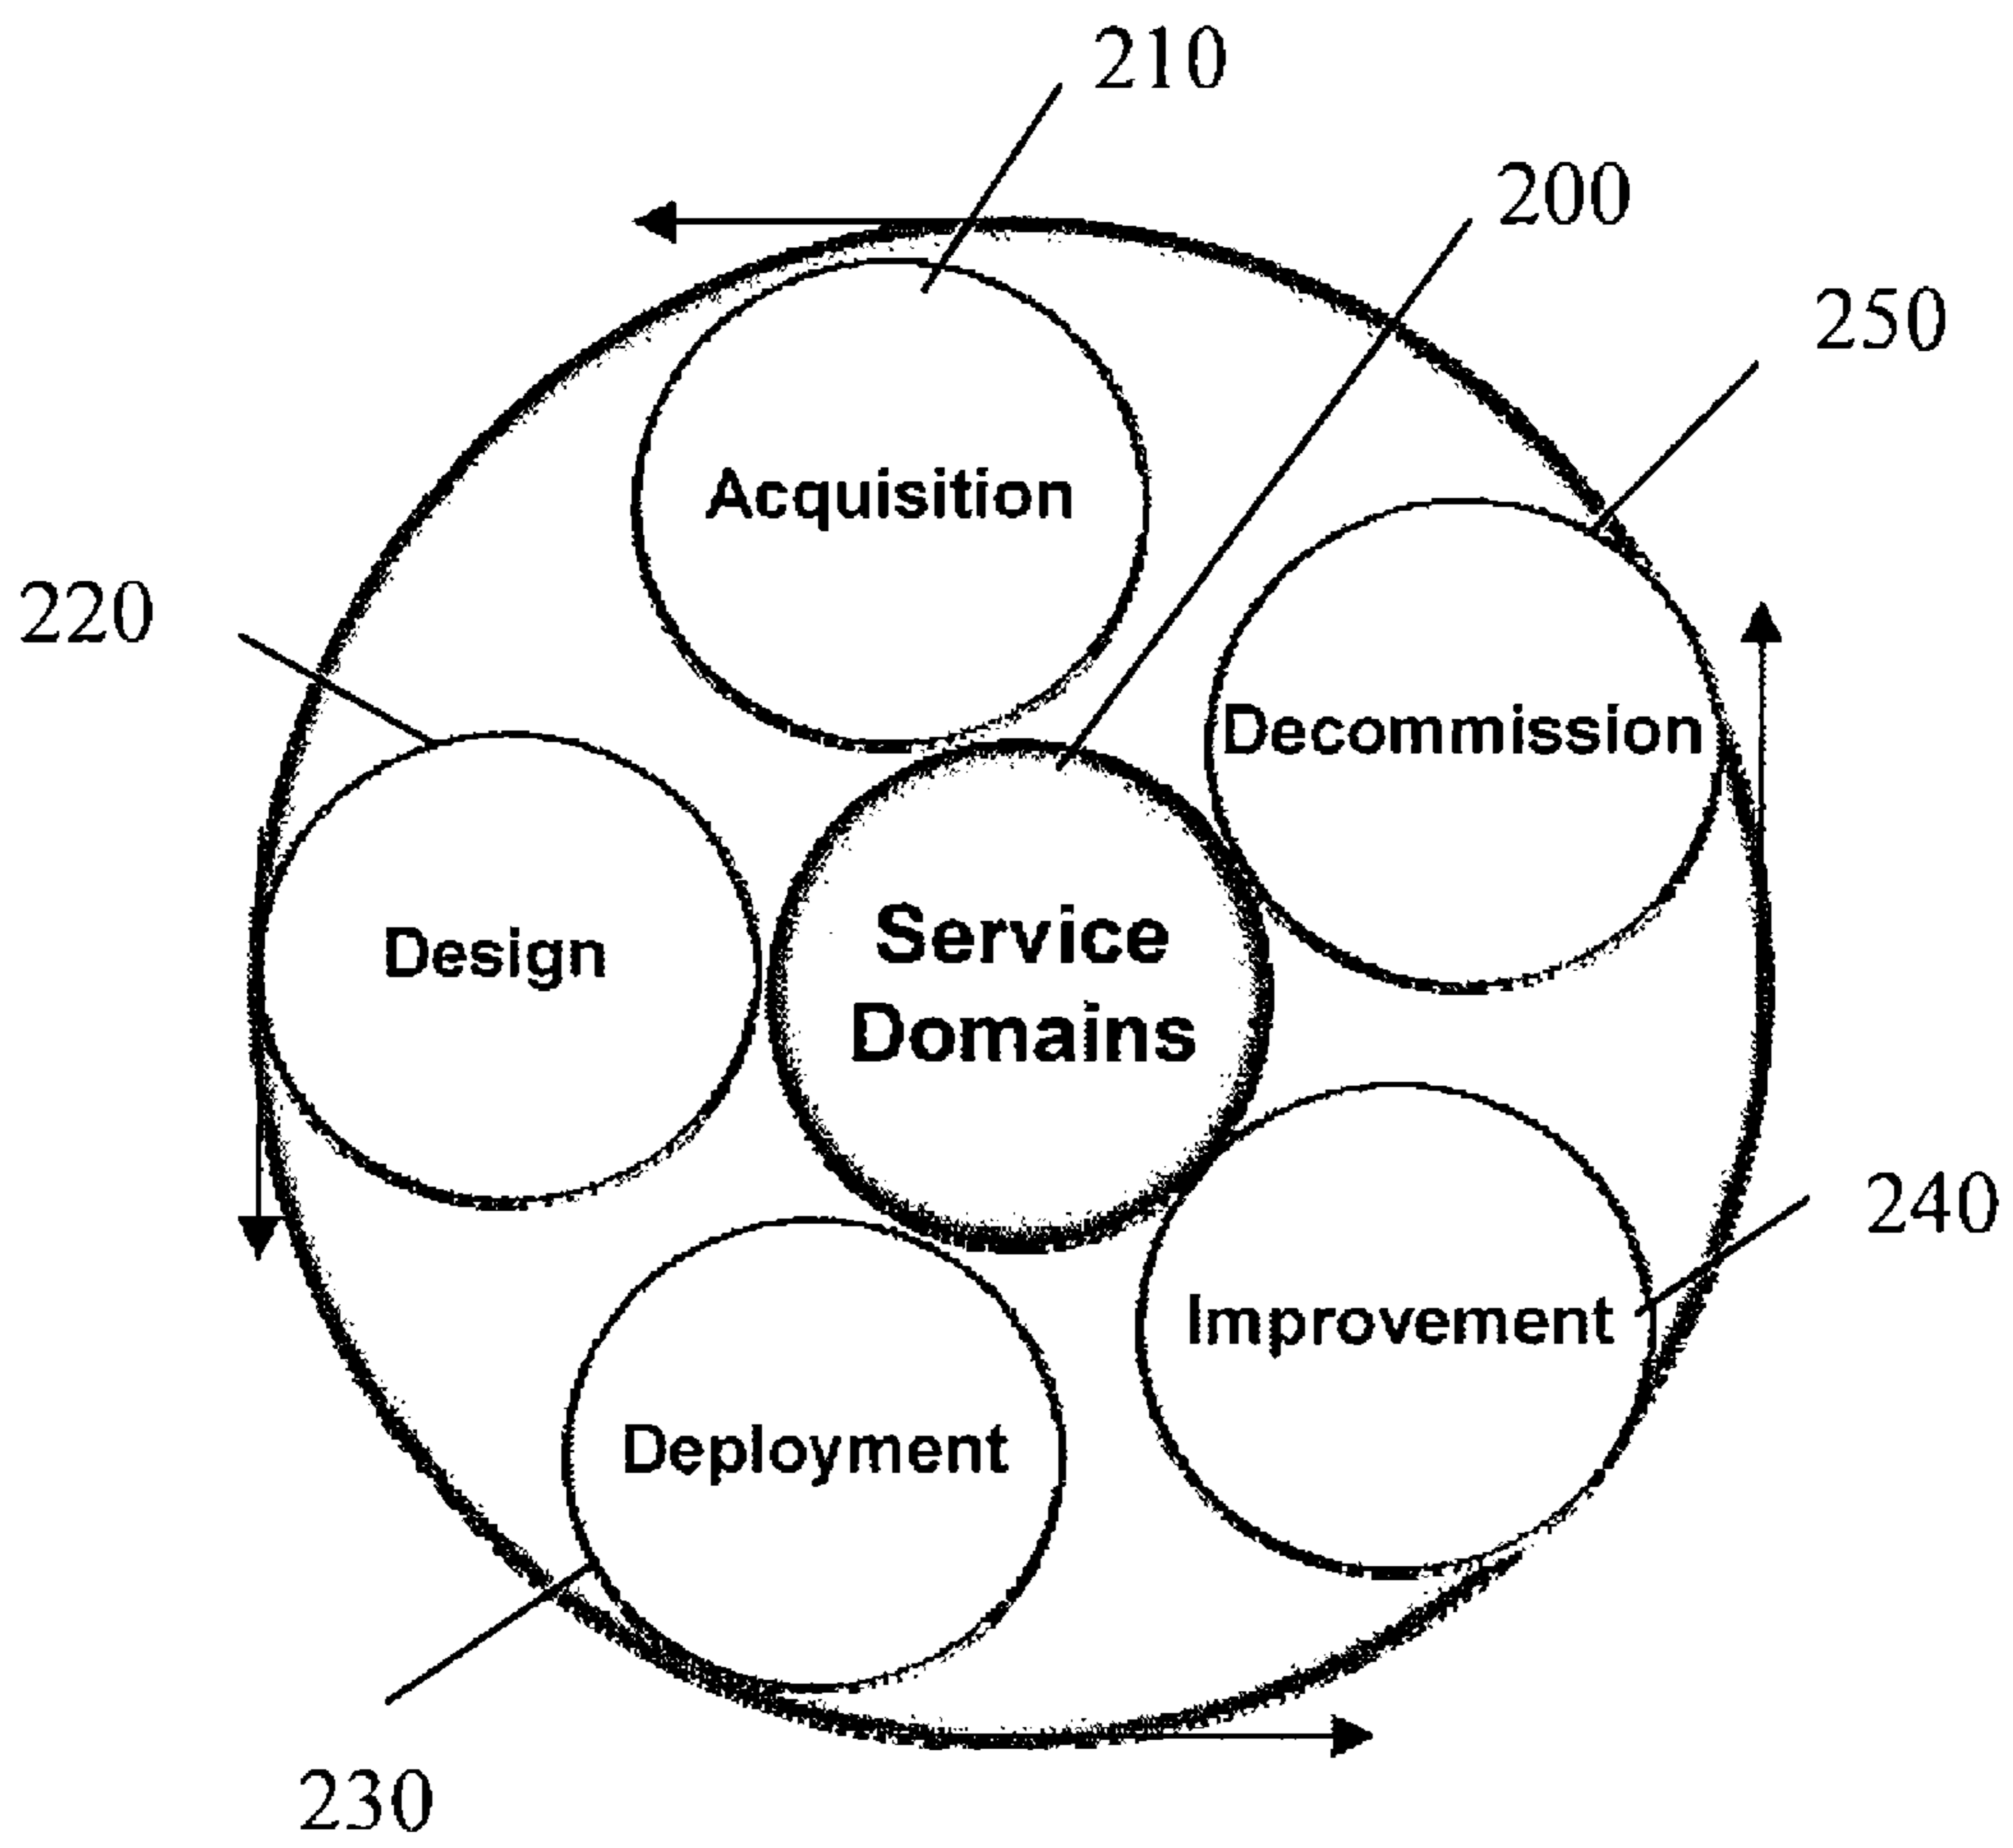 210
200
250
Acquisition
220
Decommission
Design
Service
Domains
240
Improvement
Deployment
230